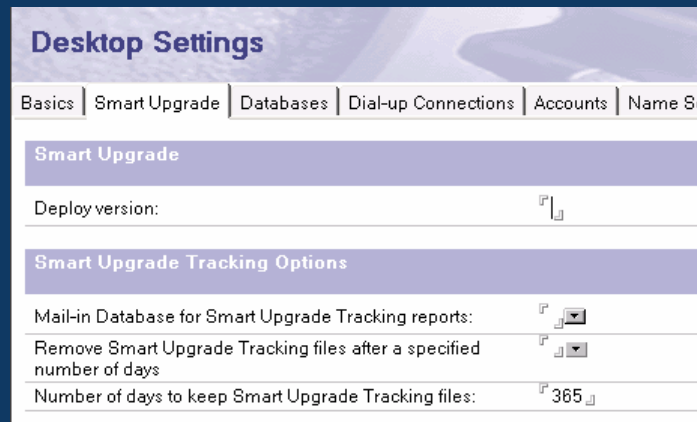 Desktop Settings
Basics Smart Upgrade Databases Dial-up Connections Accounts Name
Smart Upgrade
Deploy version:
Smart Upgrade Tracking Options
Mail-in Database for Smart Upgrade Tracking reports:
Remove Smart Upgrade Tracking files after a specified
number of days
Number of days to keep Smart Upgrade Tracking files: 365